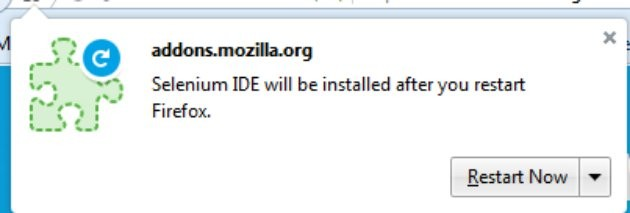 addons.mozilla.org
Selenium IDE will be installed after you restart
Firefox.
Restart Now